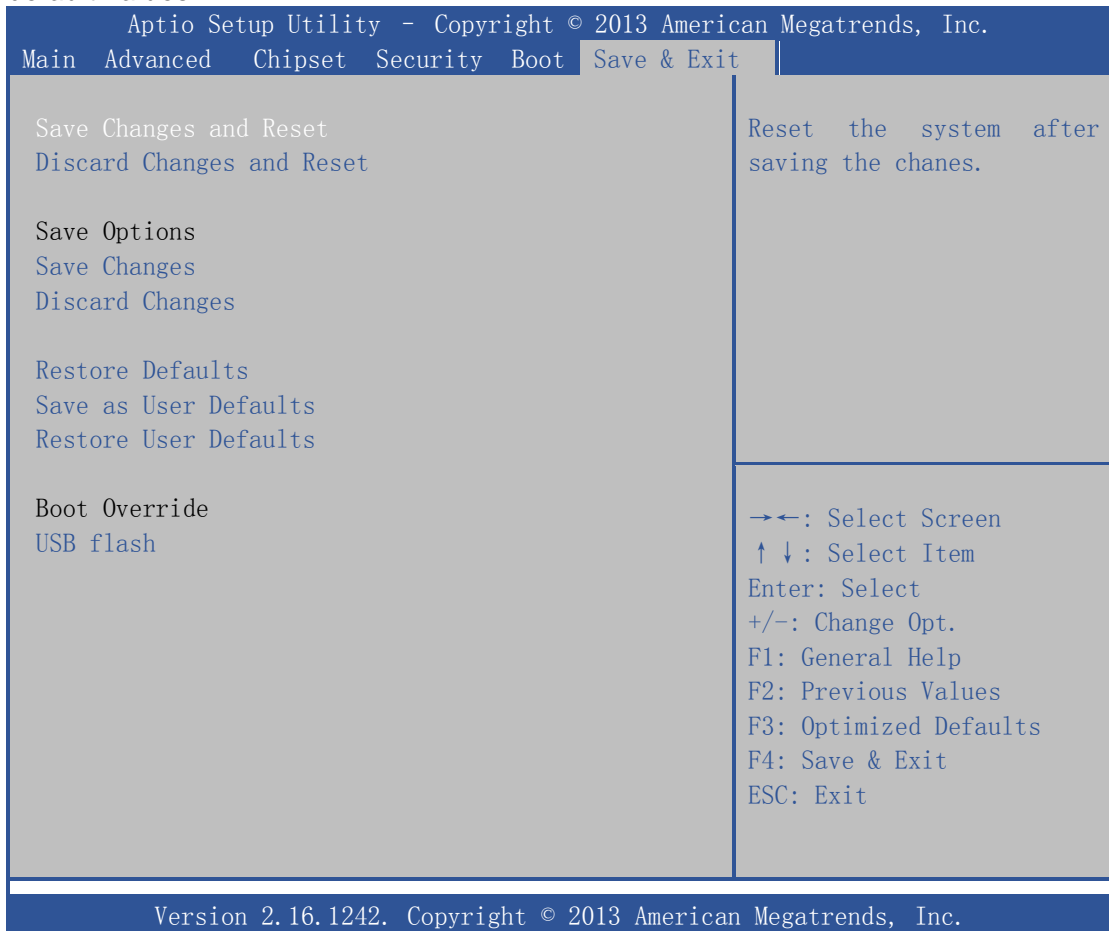 Aptio Setup Utility – Copyright © 2013 American Megatrends, Inc.
Main Advanced Chipset Security Boot Save & Exit
Save Changes and Reset
Discard Changes and Reset
Save Options
Save Changes
Discard Changes
Restore Defaults
Save as User Defaults
Restore User Defaults
Boot Override
USB flash
Reset the system after
saving the chanes.
→←: Select Screen
↑↓: Select Item
Enter: Select
+/-: Change Opt.
F1: General Help
F2: Previous Values
F3: Optimized Defaults
F4: Save & Exit
ESC: Exit
Version 2.16.1242. Copyright © 2013 American Megatrends, Inc.